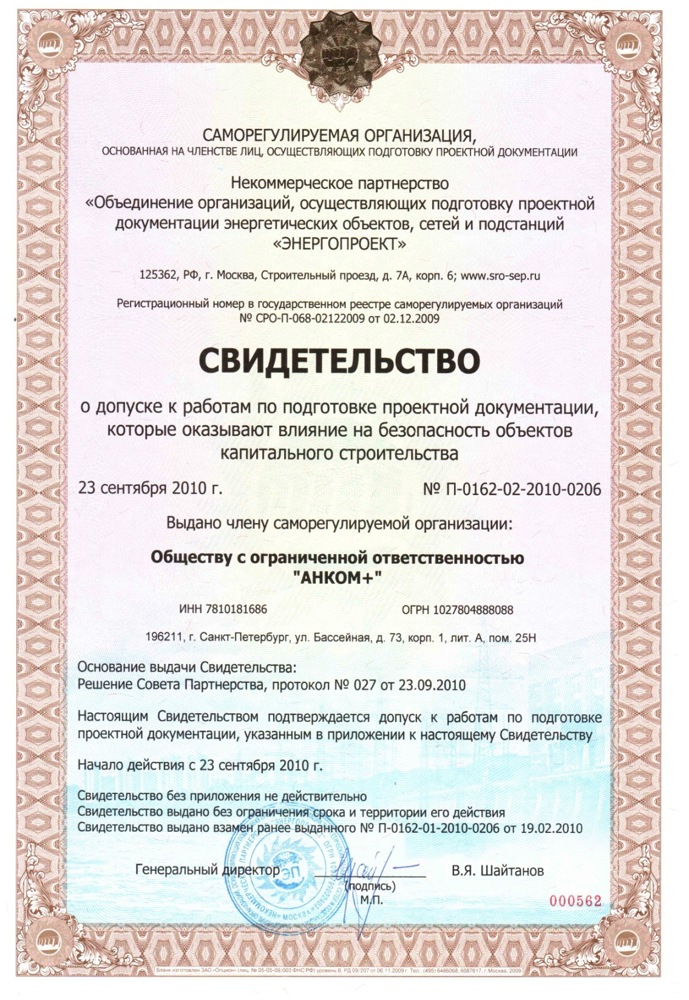 САМОРЕГУЛИРУЕМАЯ ОРГАНИЗАЦИЯ,
ОСНОВАННАЯ НА ЧЛЕНСТВЕ ЛИЦ, ОСУЩЕСТВЛЯЮЩИХ ПОДГОТОВКУ ПРОЕКТНОЙ ДОКУМЕНТАЦИИ
Некоммерческое партнерство
«Объединение организаций, осуществляющих подготовку проектной
документации энергетических объектов, сетей и подстанций
«ЭНЕРГОПРОЕКТ»
125362, РФ, г. Москва, Строительный проезд, д. 7А, корп. 6; www.sro-sep.ru
Регистрационный номер в государственном реестре саморегулируемых организаций
№ СРО-П-068-02122009 от 02.12.2009
СВИДЕТЕЛЬСТВО
о допуске к работам по подготовке проектной документации,
которые оказывают влияние на безопасность объектов
капитального строительства
23 сентября 2010 г. № П-0162-02-2010-0206
Выдано члену саморегулируемой организации:
Обществу с ограниченной ответственностью
"АНКОМ+"
ИНН 7810181686 ОГРН 1027804888088
196211, г. Санкт-Петербург, ул. Бассейная, д. 73, корп. 1, лит. А, пом. 25Н
Основание выдачи Свидетельства:
Решение Совета Партнерства, протокол № 027 от 23.09.2010
Настоящим Свидетельством подтверждается допуск к работам по подготовке
проектной документации, указанным в приложении к настоящему Свидетельству
Начало действия с 23 сентября 2010 г.
Свидетельство без приложения не действительно
Свидетельство выдано без ограничения срока и территории его действия
Свидетельство выдано взамен ранее выданного № П-0162-01-2010-0206 от 19.02.2010
Генеральный директор В.Я. Шайтанов
(подпись)
М.П.
000562
ЭП
МОСКВА
Бланк изготовлен ЗАО «Опцион» (лиц. № 05-05-09/003 ФНС РФ) уровень В, РД 09/207 от 06.11.2009 г. Тел.: (495) 6486068, 6087617, г.Москва, 2009 г.